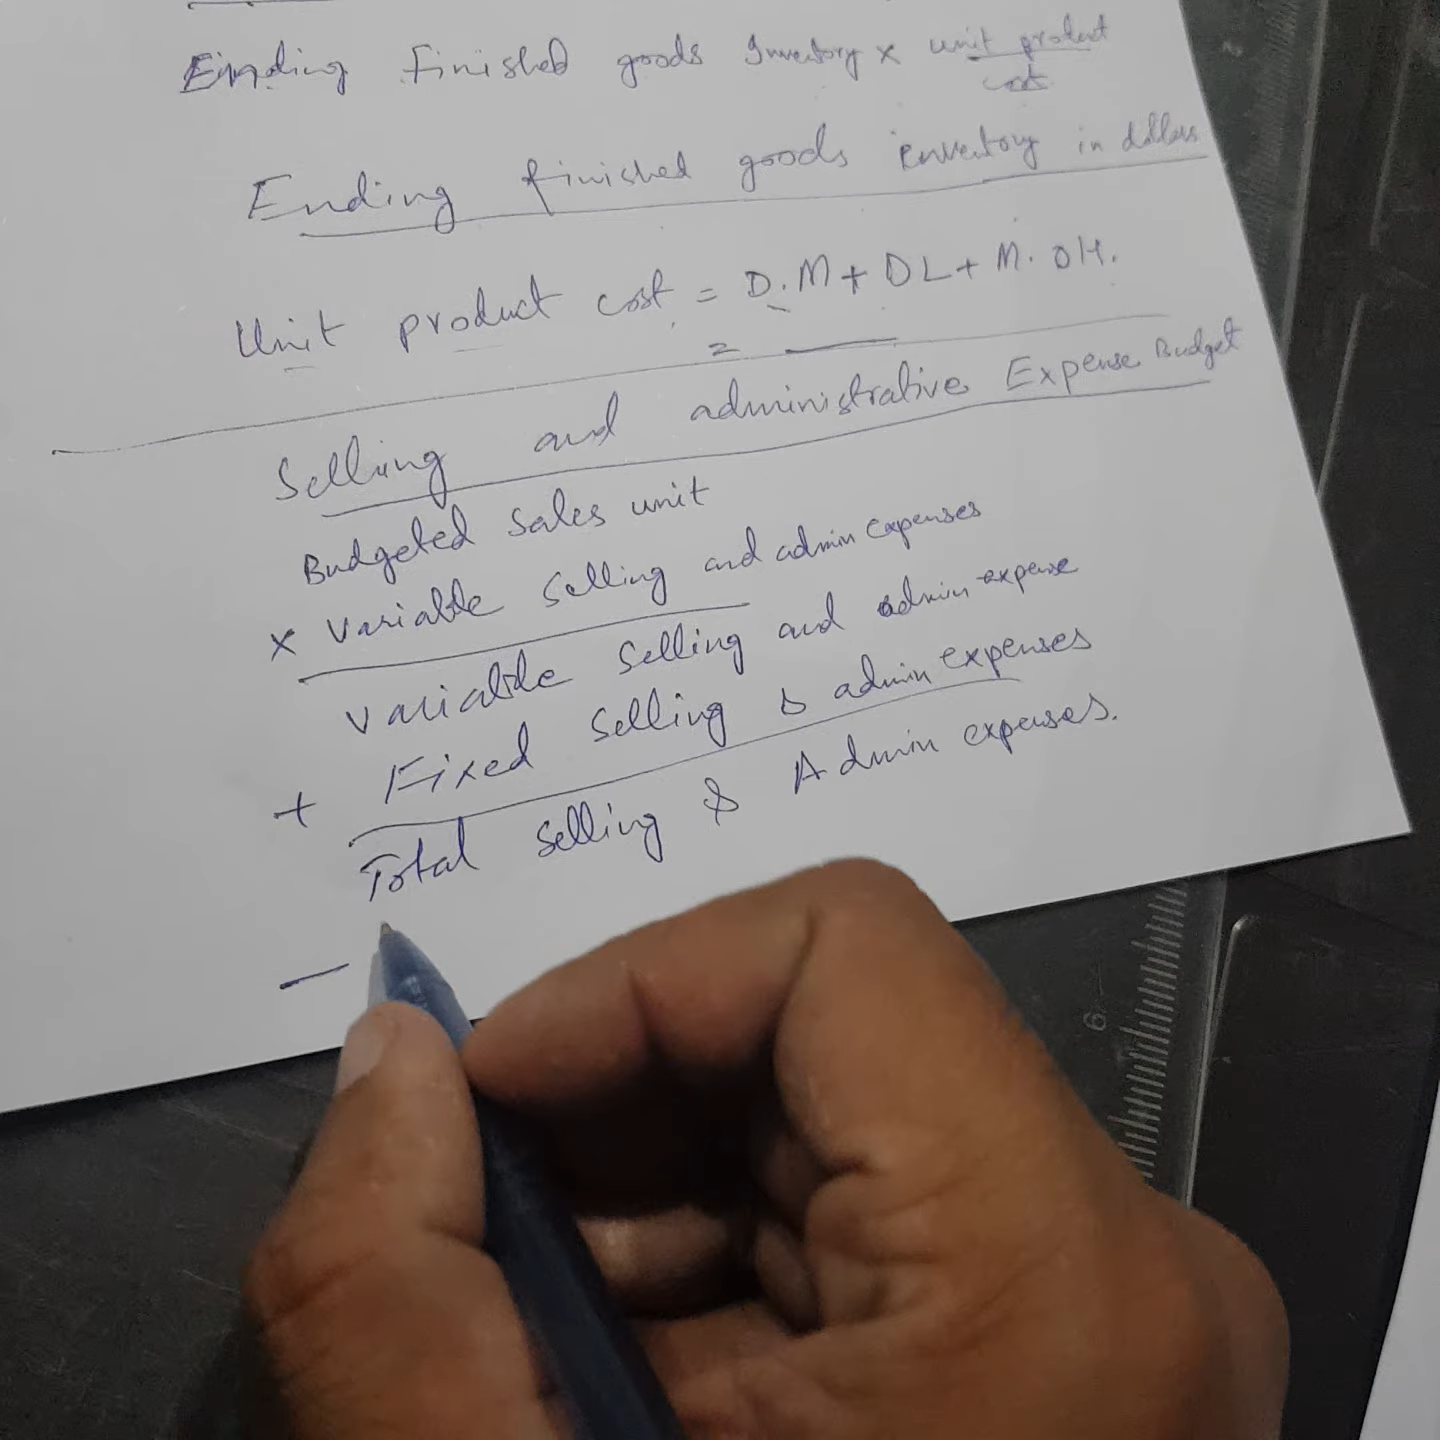 Ending finished goods Inventory x unit product
cost
Ending finished goods inventory in dollars
Unit product cost = D.M + DL + M. OH.
=
Selling and administrative Expense Budget
Budgeted sales unit
x Variable Selling and admin expenses
Variable Selling and admin expense
+ Fixed Selling & admin expenses
Total Selling & Admin expenses.
—
6